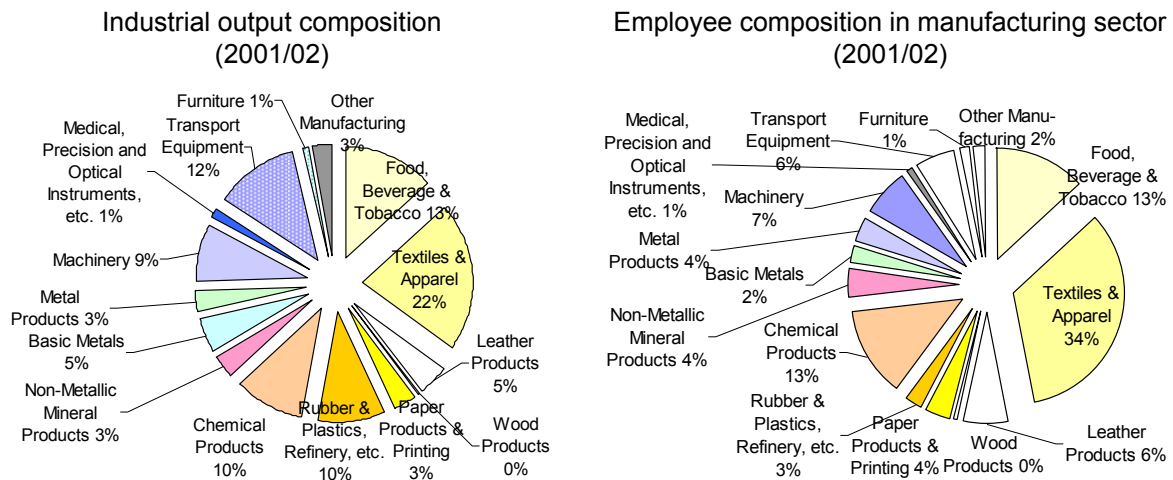 Industrial output composition
(2001/02)
Furniture 1%
Other
Manufacturing
3%
Medical,
Precision and
Optical
Instruments,
etc. 1%
Transport
Equipment
12%
Food,
Beverage &
Tobacco 13%
Machinery 9%
Textiles &
Apparel
22%
Metal
Products 3%
Basic Metals
5%
Leather
Products
5%
Non-Metallic
Mineral
Products 3%
Chemical
Products
10%
Rubber &
Plastics,
Refinery, etc.
10%
Paper
Products &
Printing
3%
Wood
Products
0%
Employee composition in manufacturing sector
(2001/02)
Medical,
Precision and
Optical
Instruments,
etc. 1%
Transport
Equipment
6%
Furniture
1%
Other Manu-
facturing 2%
Food,
Beverage &
Tobacco 13%
Machinery
7%
Metal
Products 4%
Basic Metals
2%
Textiles &
Apparel
34%
Non-Metallic
Mineral
Products 4%
Chemical
Products
13%
Rubber &
Plastics,
Refinery, etc.
3%
Paper
Products &
Printing 4%
Wood
Products 0%
Leather
Products 6%